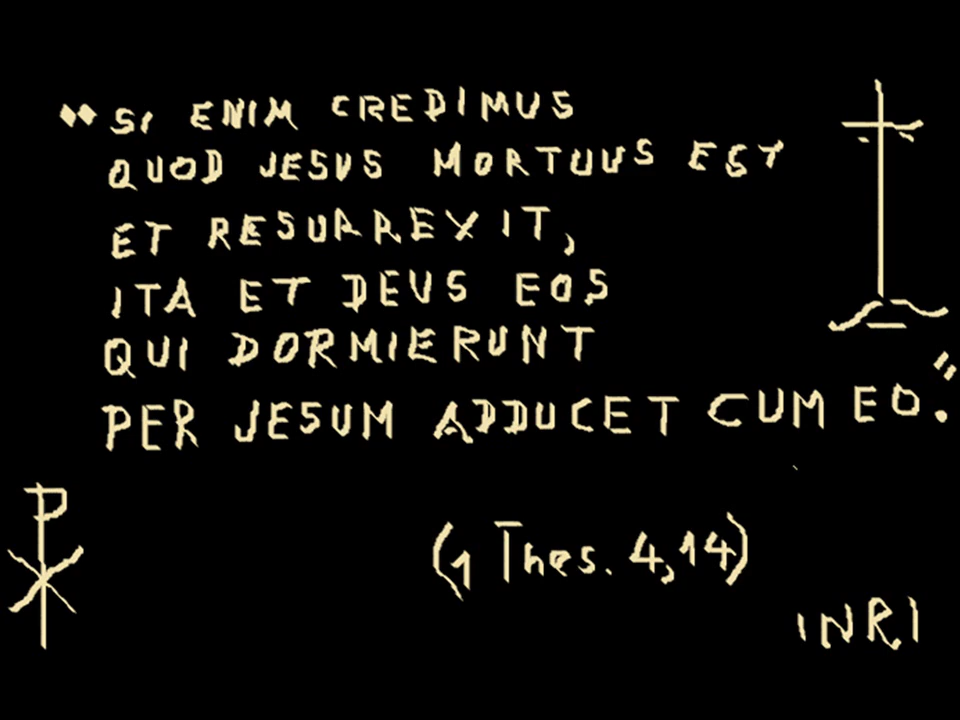 "SI ENIM CREDIMUS
QUOD JESUS MORTUUS EST
ET RESURREXIT,
ITA ET DEUS EOS
QUI DORMIERUNT
PER JESUM ADDUCET CUM EO."
(1 Thes. 4,14)
INRI